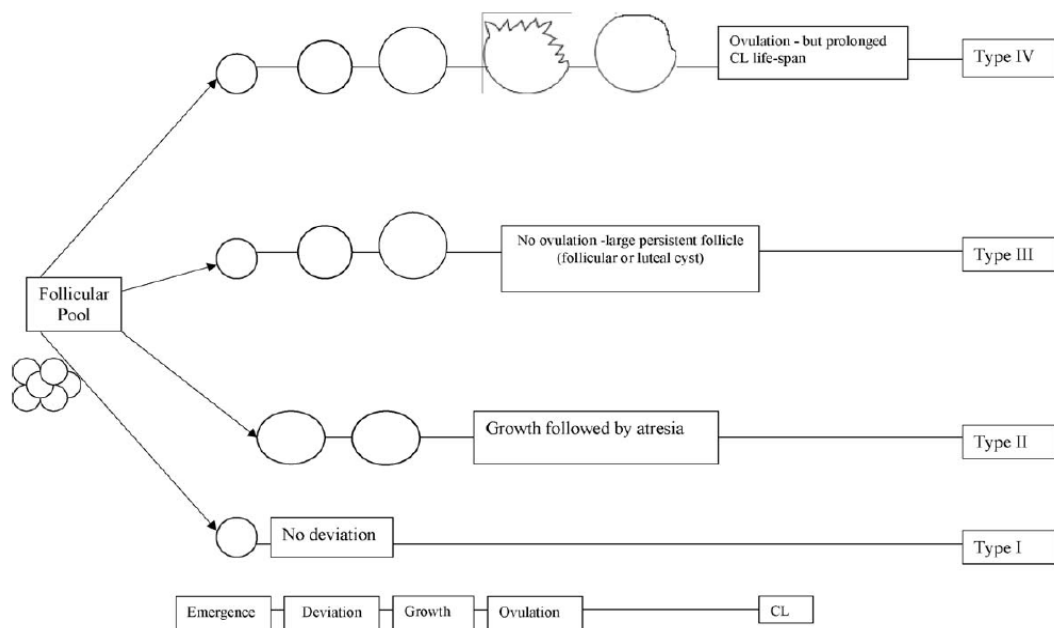 Ovulation - but prolonged
CL life-span
Type IV
No ovulation -large persistent follicle
(follicular or luteal cyst)
Type III
Follicular
Pool
Growth followed by atresia
Type II
No deviation
Type I
Emergence
Deviation
Growth
Ovulation
CL